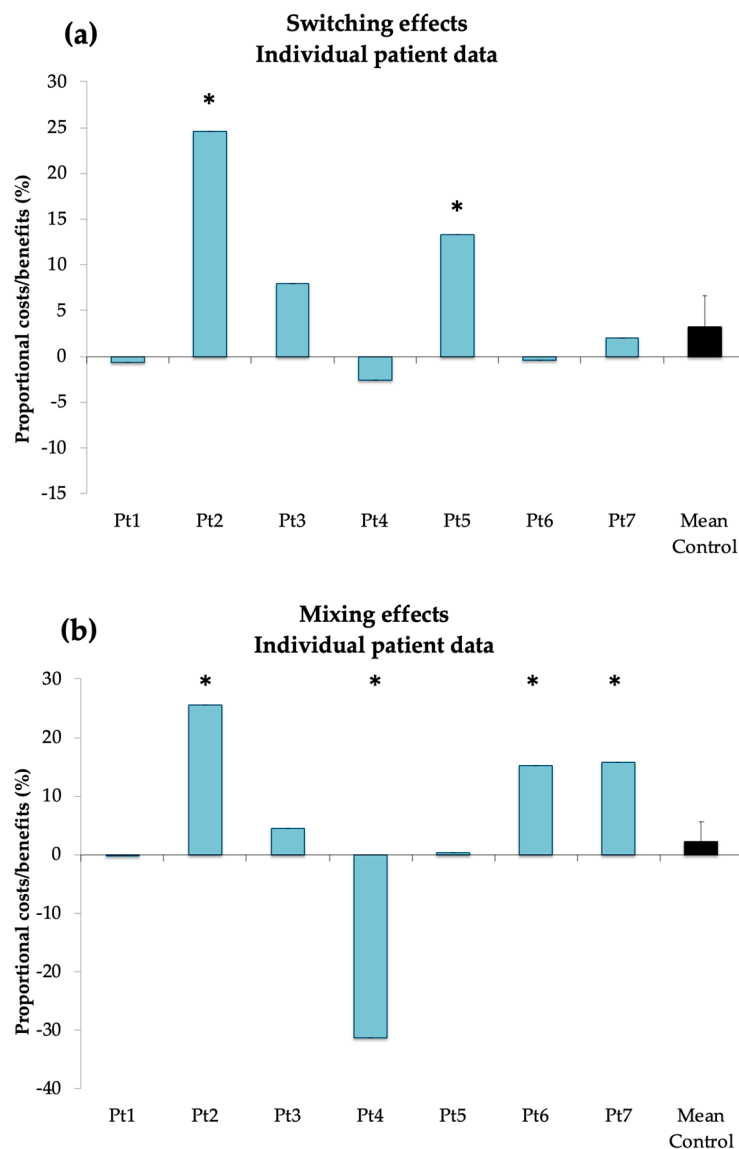 (a)
Switching effects
Individual patient data
Proportional costs/benefits (%)
30
25
20
15
10
5
0
-5
-10
-15
*
*
Pt1 Pt2 Pt3 Pt4 Pt5 Pt6 Pt7 Mean
Control
(b)
Mixing effects
Individual patient data
Proportional costs/benefits (%)
30
20
10
0
-10
-20
-30
-40
* * * *
Pt1 Pt2 Pt3 Pt4 Pt5 Pt6 Pt7 Mean
Control